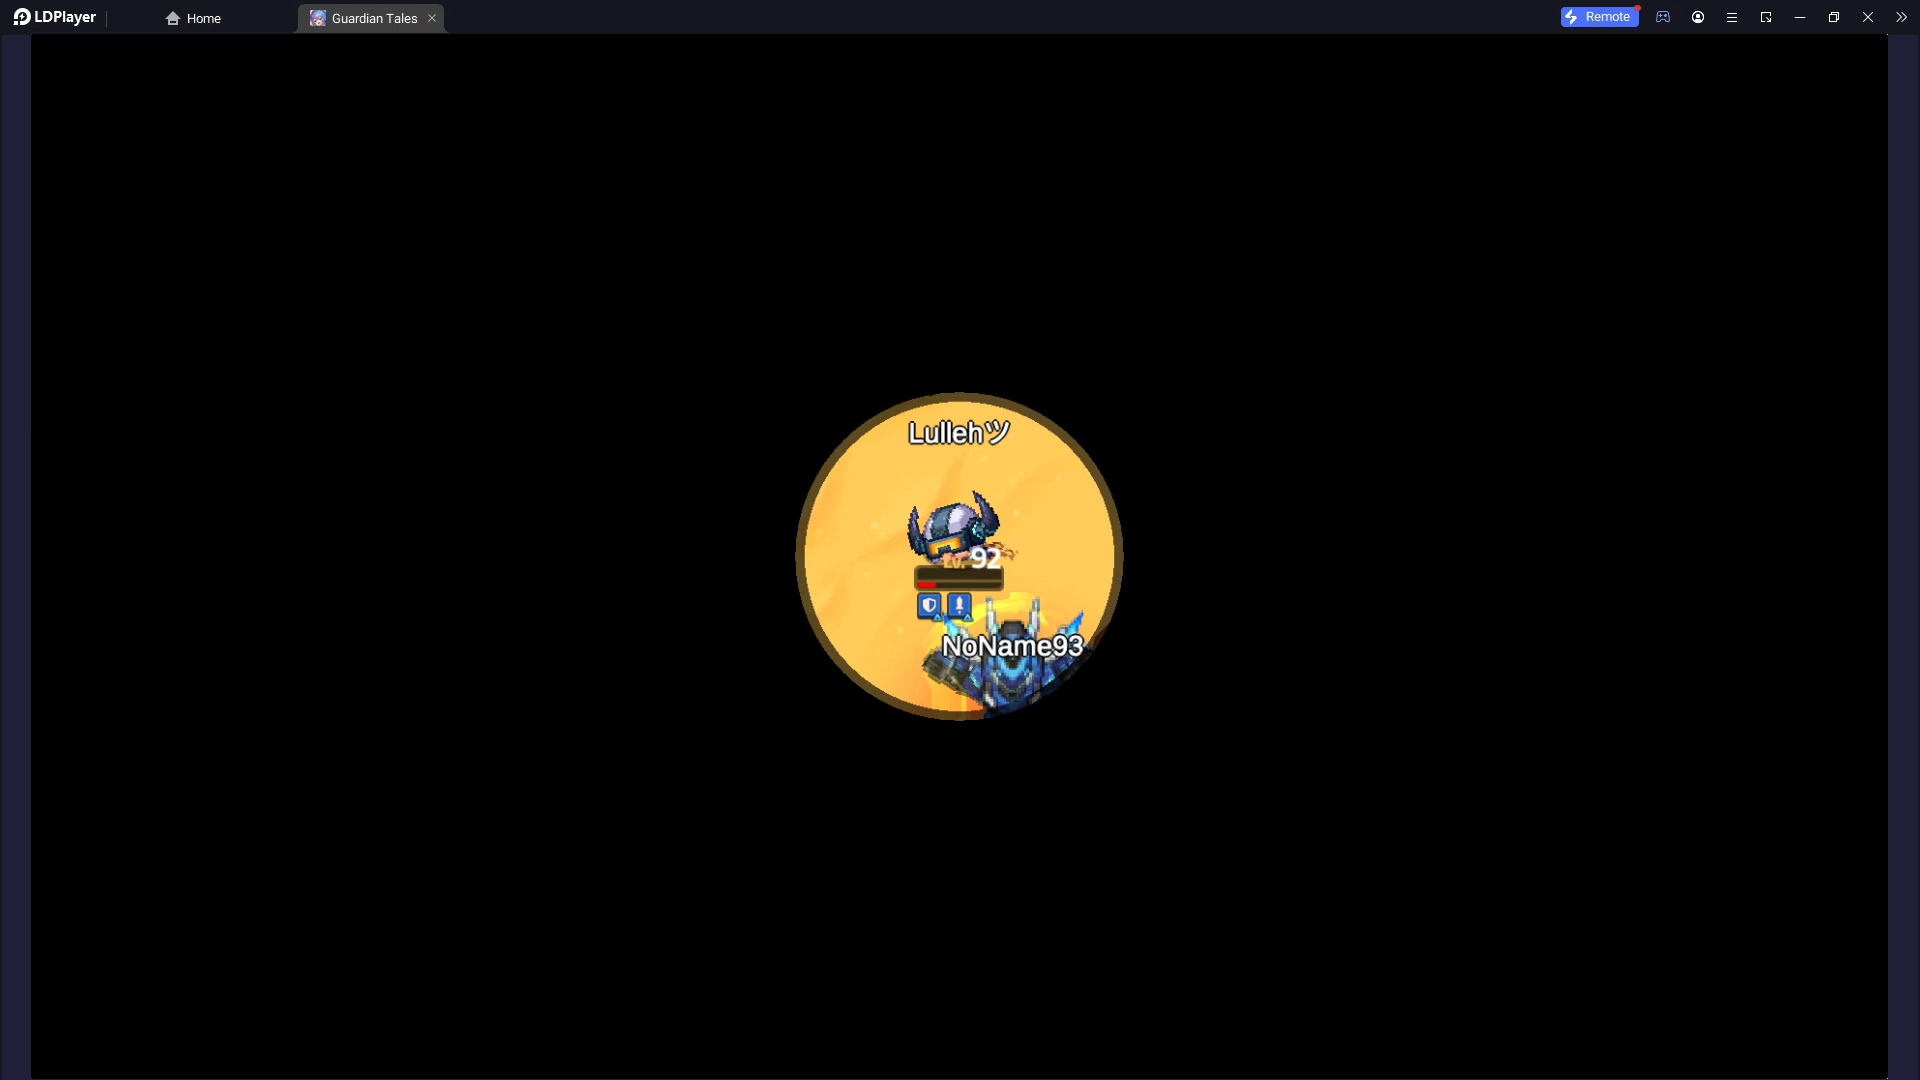 LDPlayer
Home
Guardian Tales
Remote
Lullehツ
Lv. 92
NoName93